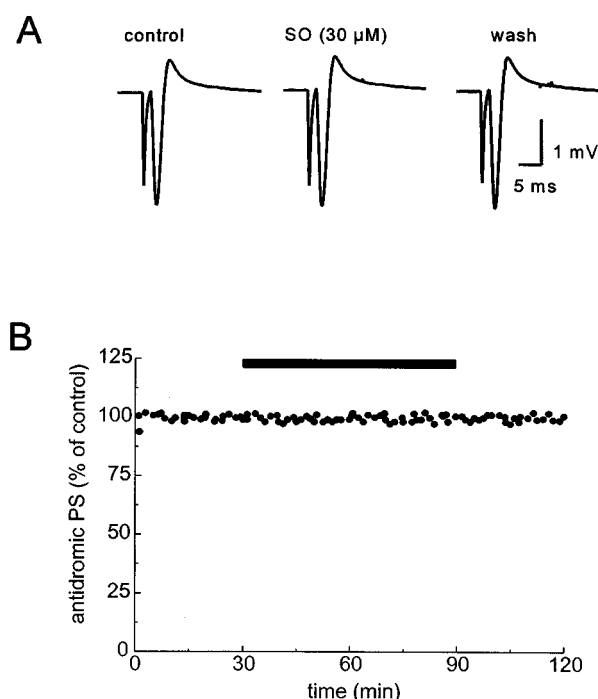 A
control SO (30 µM) wash
1 mV
5 ms
B
125
100
75
50
25
0
0 30 60 90 120
antidromic PS (% of control)
time (min)